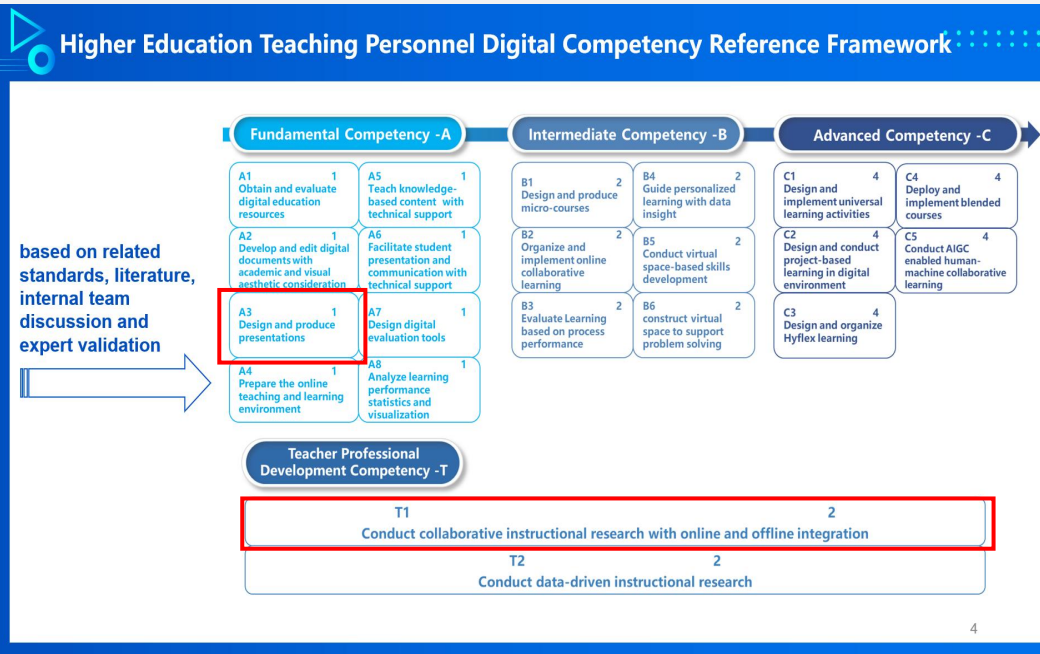 Higher Education Teaching Personnel Digital Competency Reference Framework
based on related
standards, literature,
internal team
discussion and
expert validation
Fundamental Competency -A
A1 1
Obtain and evaluate
digital education
resources
A2 1
Develop and edit digital
documents with
academic and visual
aesthetic consideration
A3 1
Design and produce
presentations
A4 1
Prepare the online
teaching and learning
environment
A5 1
Teach knowledge-
based content with
technical support
A6 1
Facilitate student
presentation and
communication with
technical support
A7 1
Design digital
evaluation tools
A8 1
Analyze learning
performance
statistics and
visualization
Intermediate Competency -B
B1 2
Design and produce
micro-courses
B2 2
Organize and
implement online
collaborative
learning
B3 2
Evaluate Learning
based on process
performance
B4 2
Guide personalized
learning with data
insight
B5 2
Conduct virtual
space-based skills
development
B6 2
construct virtual
space to support
problem solving
Advanced Competency -C
C1 4
Design and
implement universal
learning activities
C2 4
Design and conduct
project-based
learning in digital
environment
C3 4
Design and organize
Hyflex learning
C4 4
Deploy and
implement blended
courses
C5 4
Conduct AIGC
enabled human-
machine collaborative
learning
Teacher Professional
Development Competency -T
T1 2
Conduct collaborative instructional research with online and offline integration
T2 2
Conduct data-driven instructional research
4